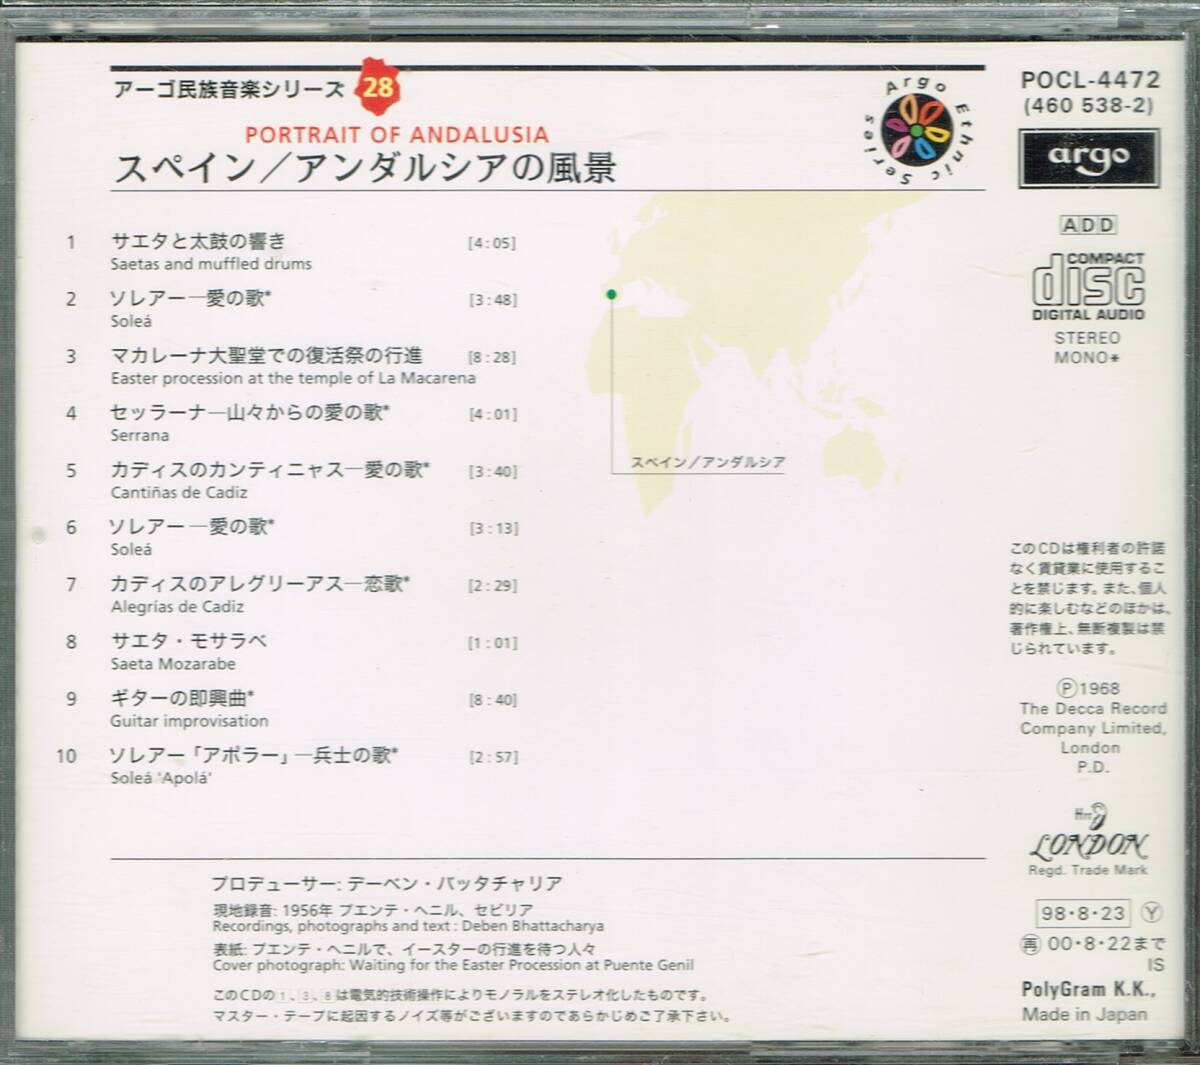 アーゴ民族音楽シリーズ 28
PORTRAIT OF ANDALUSIA
スペイン／アンダルシアの風景
Argo Ethnic Series
POCL-4472
(460 538-2)
argo
1 サエタと太鼓の響き [4:05]
Saetas and muffled drums
2 ソレアー―愛の歌* [3:48]
Soleá
3 マカレーナ大聖堂での復活祭の行進 [8:28]
Easter procession at the temple of La Macarena
4 セッラーナ―山々からの愛の歌* [4:01]
Serrana
5 カディスのカンティニャス―愛の歌* [3:40]
Cantiñas de Cadiz
6 ソレアー―愛の歌* [3:13]
Soleá
7 カディスのアレグリーアス―恋歌* [2:29]
Alegrías de Cadiz
8 サエタ・モサラベ [1:01]
Saeta Mozarabe
9 ギターの即興曲* [8:40]
Guitar improvisation
10 ソレアー「アポラー」―兵士の歌* [2:57]
Soleá 'Apolá'
スペイン／アンダルシア
ADD
COMPACT
disc
DIGITAL AUDIO
STEREO
MONO*
このCDは権利者の許諾
なく賃貸業に使用するこ
とを禁じます。また、個人
的に楽しむなどのほかは、
著作権上、無断複製は禁
じられています。
Ⓟ1968
The Decca Record
Company Limited,
London
P.D.
LONDON
Regd. Trade Mark
98・8・23 Ⓨ
再 00・8・22まで
IS
PolyGram K.K.,
Made in Japan
プロデューサー: デーベン・バッタチャリア
現地録音: 1956年 プエンテ・ヘニル、セビリア
Recordings, photographs and text : Deben Bhattacharya
表紙: プエンテ・ヘニルで、イースターの行進を待つ人々
Cover photograph: Waiting for the Easter Procession at Puente Genil
このCDの1、3、8は電気的技術操作によりモノラルをステレオ化したものです。
マスター・テープに起因するノイズ等がございますのであらかじめご了承下さい。